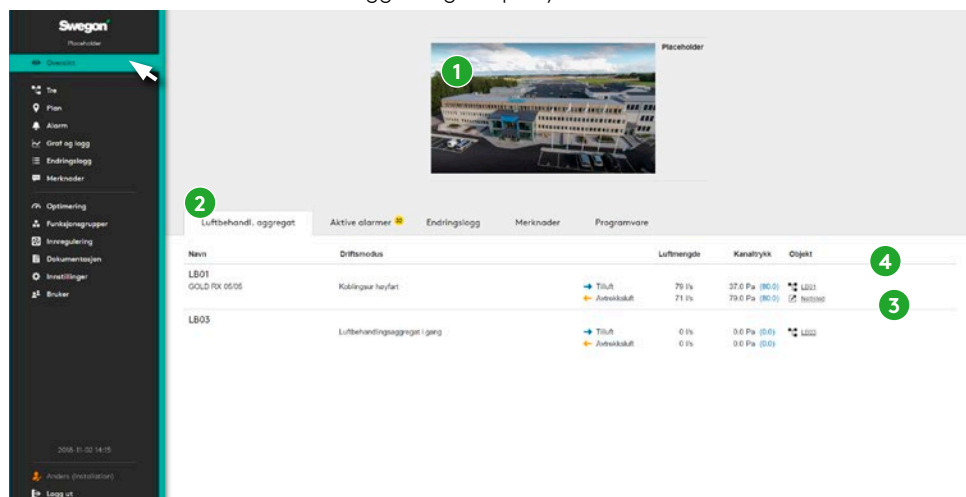 Swegon
Placeholder
Oversikt
Tre
Plan
Alarm
Graf og logg
Endringslogg
Merknader
Optimering
Funksjonsgrupper
Innregulering
Dokumentasjon
Innstillinger
Bruker
2018-11-02 14:15
Anders (Installation)
Logg ut
1
Placeholder
2
Luftbehandl. aggregat
Aktive alarmer
Endringslogg
Merknader
Programvare
Navn Driftsmodus Luftmengde Kanaltrykk Objekt
4
LB01
GOLD RX 05/05 Koblingsur høyfart Tilluft 79 l/s 37.0 Pa (80.0) LB01
Avtrekksluft 71 l/s 79.0 Pa (80.0) Nettsted
3
LB03
Luftbehandlingsaggregat i gang Tilluft 0 l/s 0.0 Pa (0.0) LB03
Avtrekksluft 0 l/s 0.0 Pa (0.0)